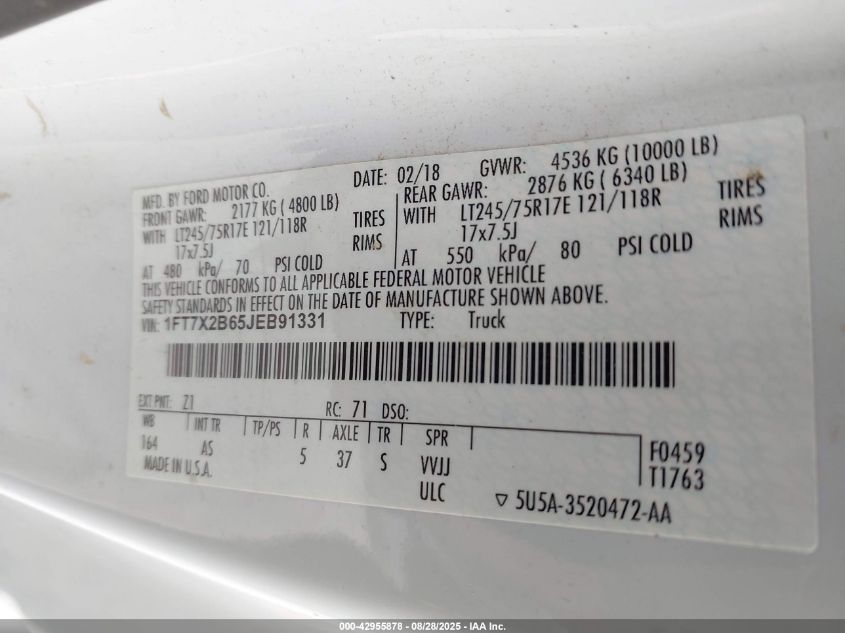 MFD. BY FORD MOTOR CO.
DATE: 02/18 GVWR: 4536 KG (10000 LB)
FRONT GAWR: 2177 KG ( 4800 LB)
WITH LT245/75R17E 121/118R TIRES
17x7.5J RIMS
AT 480 kPa/ 70 PSI COLD
REAR GAWR: 2876 KG ( 6340 LB)
WITH LT245/75R17E 121/118R TIRES
17x7.5J RIMS
AT 550 kPa/ 80 PSI COLD
THIS VEHICLE CONFORMS TO ALL APPLICABLE FEDERAL MOTOR VEHICLE
SAFETY STANDARDS IN EFFECT ON THE DATE OF MANUFACTURE SHOWN ABOVE.
VIN: 1FT7X2B65JEB91331 TYPE: Truck
EXT PNT: Z1 RC: 71 DSO:
WB INT TR TP/PS R AXLE TR SPR
164 AS 5 37 S VVJJ
ULC
F0459
T1763
MADE IN U.S.A.
▽ 5U5A-3520472-AA
000-42955878 - 08/28/2025 - IAA Inc.